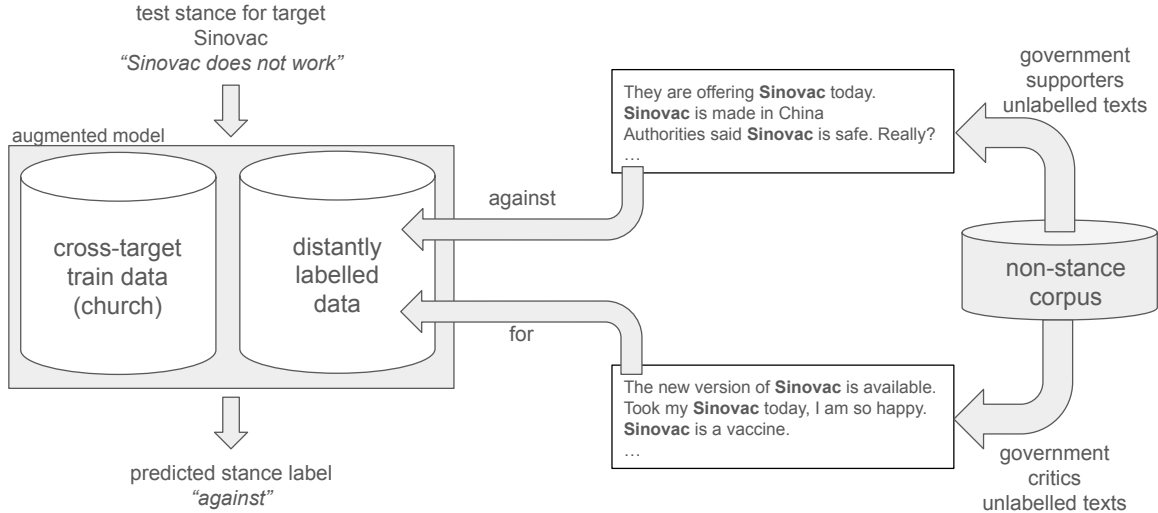 test stance for target
Sinovac
“Sinovac does not work”
augmented model
cross-target
train data
(church)
distantly
labelled
data
predicted stance label
“against”
against
for
They are offering Sinovac today.
Sinovac is made in China
Authorities said Sinovac is safe. Really?
…
The new version of Sinovac is available.
Took my Sinovac today, I am so happy.
Sinovac is a vaccine.
…
government
supporters
unlabelled texts
non-stance
corpus
government
critics
unlabelled texts